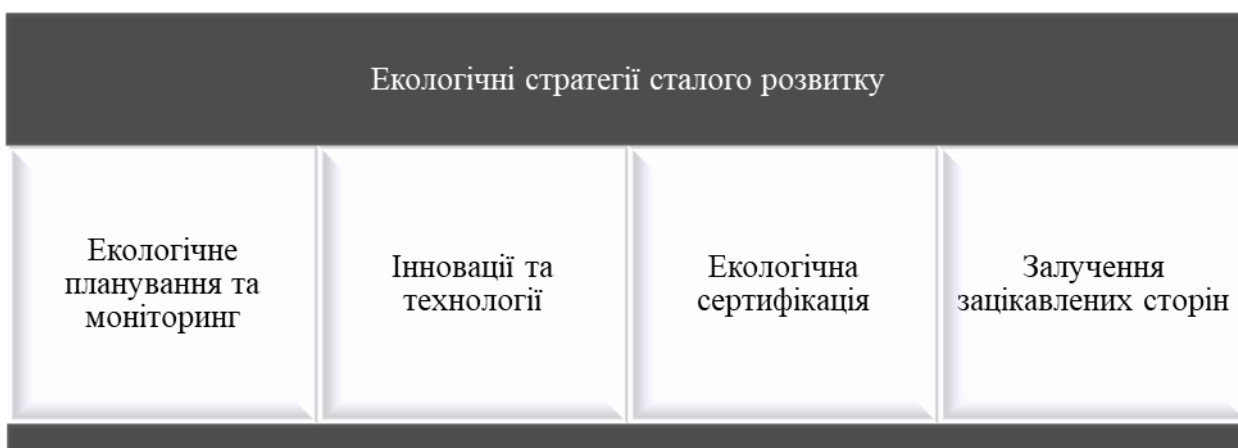 Екологічні стратегії сталого розвитку
Екологічне
планування та
моніторинг
Інновації та
технології
Екологічна
сертифікація
Залучення
зацікавлених сторін